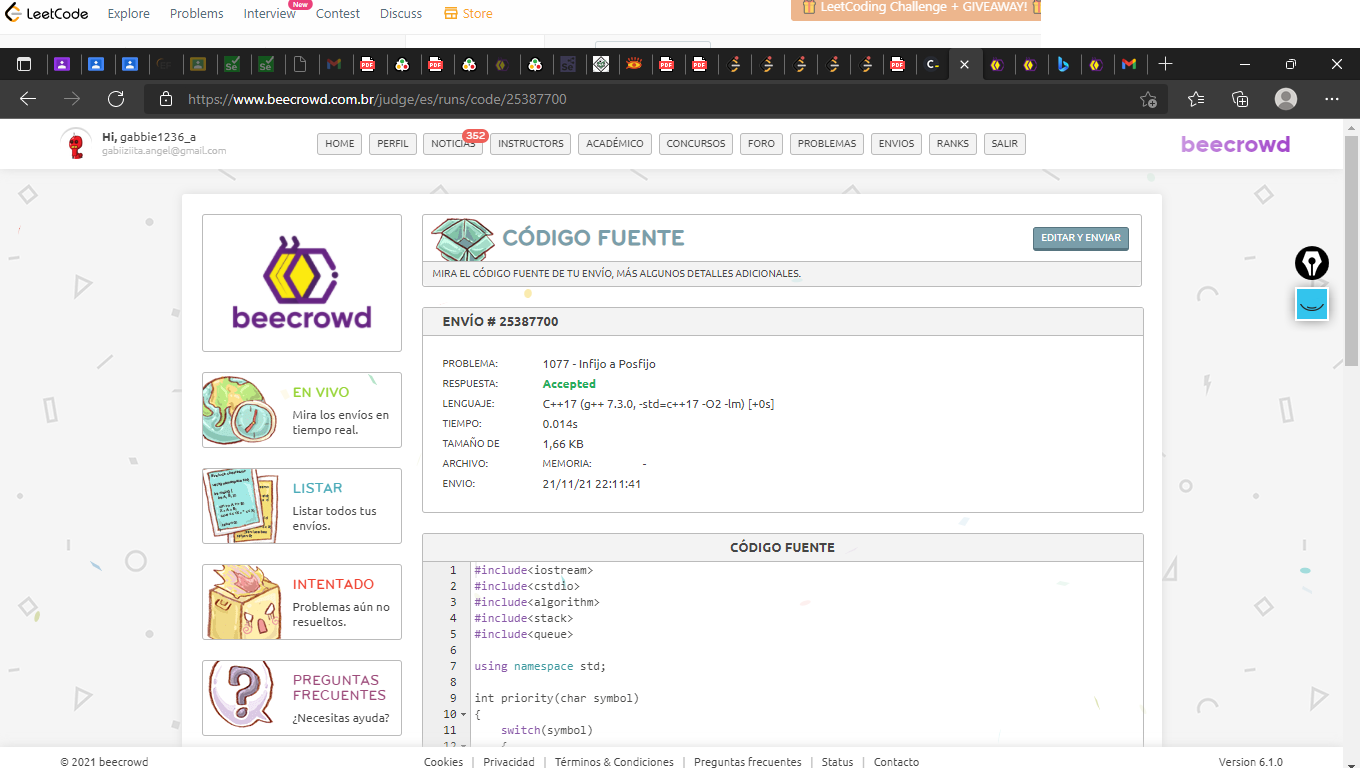 LeetCode Explore Problems Interview New Contest Discuss Store LeetCoding Challenge + GIVEAWAY!
https://www.beecrowd.com.br/judge/es/runs/code/25387700
Hi, gabbie1236_a
gabiiziita.angel@gmail.com
HOME PERFIL NOTICIAS 352 INSTRUCTORS ACADÉMICO CONCURSOS FORO PROBLEMAS ENVIOS RANKS SALIR
beecrowd
beecrowd
EN VIVO
Mira los envíos en
tiempo real.
LISTAR
Listar todos tus
envíos.
INTENTADO
Problemas aún no
resueltos.
PREGUNTAS
FRECUENTES
¿Necesitas ayuda?
CÓDIGO FUENTE
EDITAR Y ENVIAR
MIRA EL CÓDIGO FUENTE DE TU ENVÍO, MÁS ALGUNOS DETALLES ADICIONALES.
ENVÍO # 25387700
PROBLEMA: 1077 - Infijo a Posfijo
RESPUESTA: Accepted
LENGUAJE: C++17 (g++ 7.3.0, -std=c++17 -O2 -lm) [+0s]
TIEMPO: 0.014s
TAMAÑO DE 1,66 KB
ARCHIVO: MEMORIA: -
ENVIO: 21/11/21 22:11:41
CÓDIGO FUENTE
1 #include<iostream>
2 #include<cstdio>
3 #include<algorithm>
4 #include<stack>
5 #include<queue>
6
7 using namespace std;
8
9 int priority(char symbol)
10 {
11 switch(symbol)
12 {
© 2021 beecrowd Cookies | Privacidad | Términos & Condiciones | Preguntas frecuentes | Status | Contacto Version 6.1.0